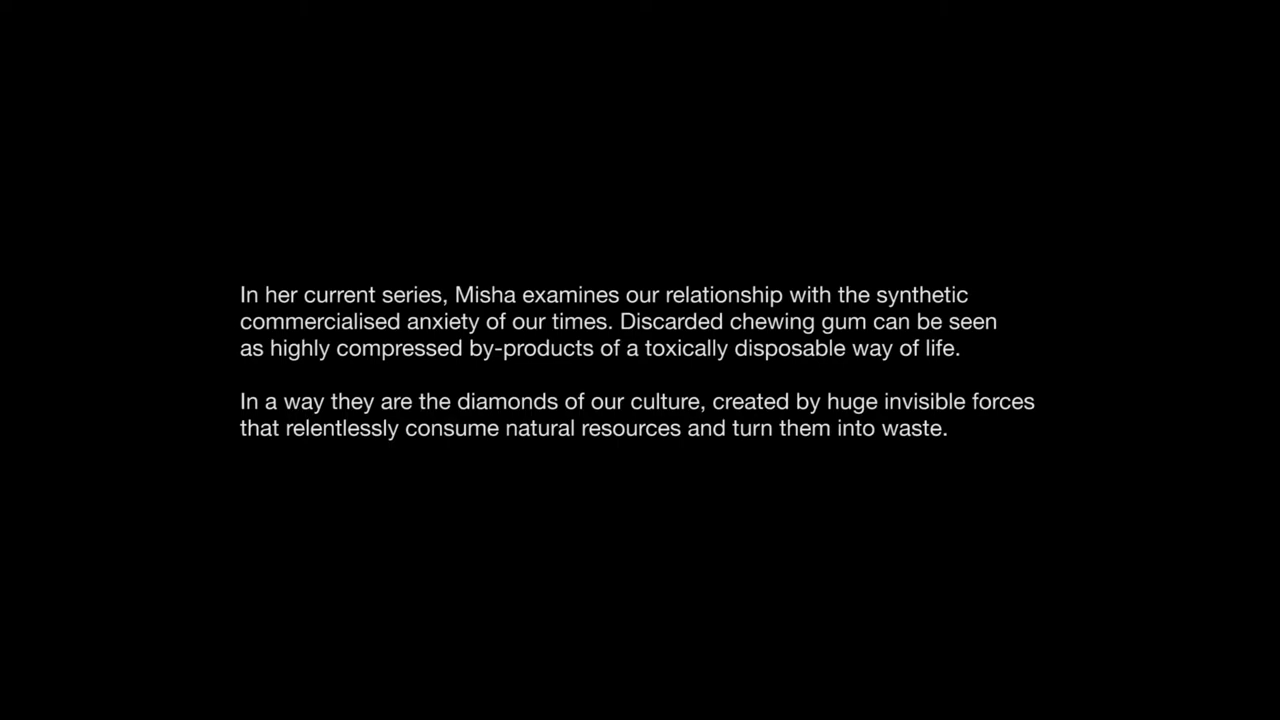 In her current series, Misha examines our relationship with the synthetic
commercialised anxiety of our times. Discarded chewing gum can be seen
as highly compressed by-products of a toxically disposable way of life.
In a way they are the diamonds of our culture, created by huge invisible forces
that relentlessly consume natural resources and turn them into waste.